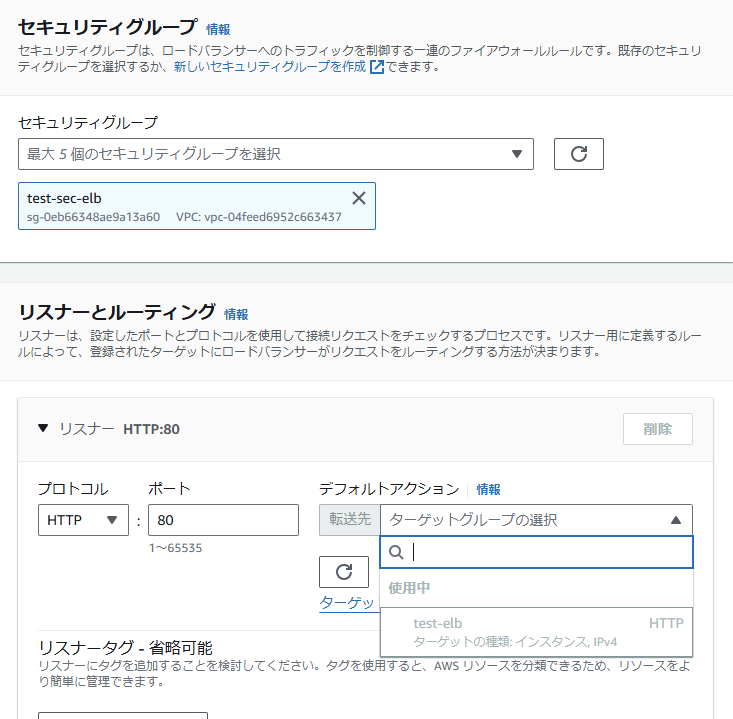 セキュリティグループ 情報
セキュリティグループは、ロードバランサーへのトラフィックを制御する一連のファイアウォールルールです。既存のセキュリ
ティグループを選択するか、新しいセキュリティグループを作成できます。
セキュリティグループ
最大 5 個のセキュリティグループを選択
test-sec-elb
sg-0eb66348ae9a13a60 VPC: vpc-04feed6952c663437
リスナーとルーティング 情報
リスナーは、設定したポートとプロトコルを使用して接続リクエストをチェックするプロセスです。リスナー用に定義するルー
ルによって、登録されたターゲットにロードバランサーがリクエストをルーティングする方法が決まります。
リスナー HTTP:80
削除
プロトコル ポート デフォルトアクション 情報
HTTP : 80 転送先 ターゲットグループの選択
1〜65535
使用中
ターゲッ
test-elb HTTP
ターゲットの種類: インスタンス, IPv4
リスナータグ - 省略可能
リスナーにタグを追加することを検討してください。タグを使用すると、AWS リソースを分類できるため、リソースをよ
り簡単に管理できます。